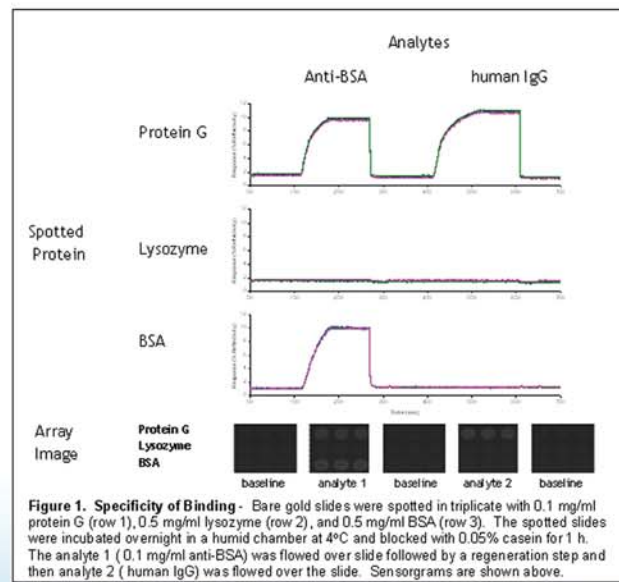 Analytes
Anti-BSA human IgG
Protein G
Spotted
Protein
Lysozyme
BSA
Array
Image
Protein G
Lysozyme
BSA
baseline analyte 1 baseline analyte 2 baseline
Figure 1. Specificity of Binding - Bare gold slides were spotted in triplicate with 0.1 mg/ml
protein G (row 1), 0.5 mg/ml lysozyme (row 2), and 0.5 mg/ml BSA (row 3). The spotted slides
were incubated overnight in a humid chamber at 4ºC and blocked with 0.05% casein for 1 h.
The analyte 1 ( 0.1 mg/ml anti-BSA) was flowed over slide followed by a regeneration step and
then analyte 2 ( human IgG) was flowed over the slide. Sensorgrams are shown above.